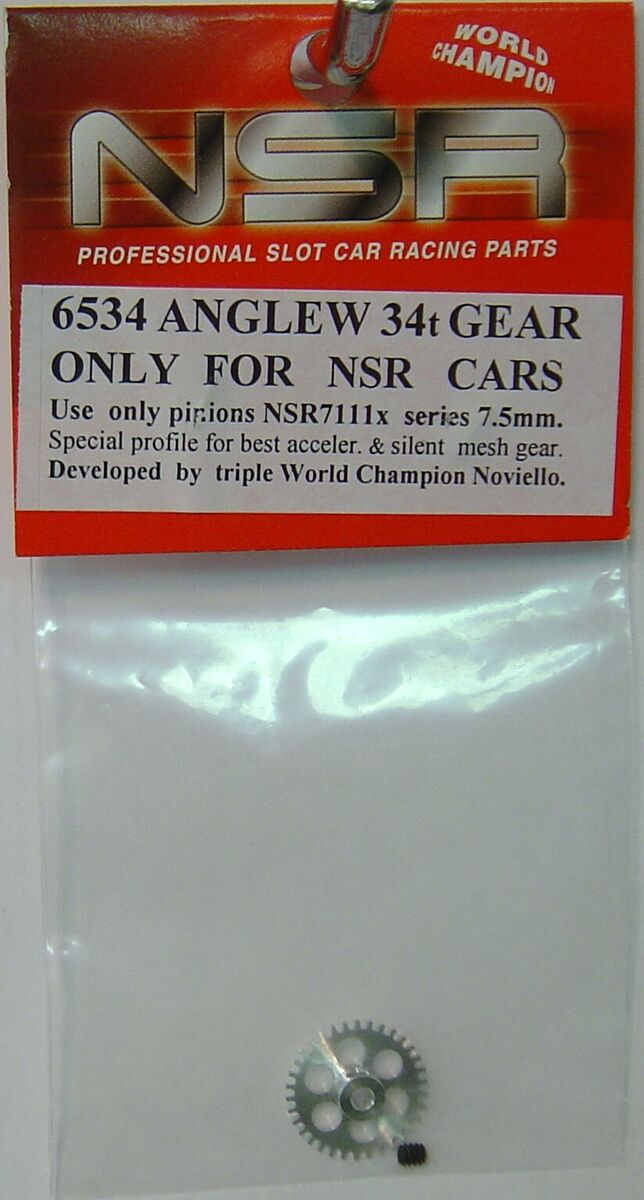 WORLD
CHAMPION
NSR
PROFESSIONAL SLOT CAR RACING PARTS
6534 ANGLEW 34t GEAR
ONLY FOR NSR CARS
Use only pinions NSR7111x series 7.5mm.
Special profile for best acceler. & silent mesh gear.
Developed by triple World Champion Noviello.